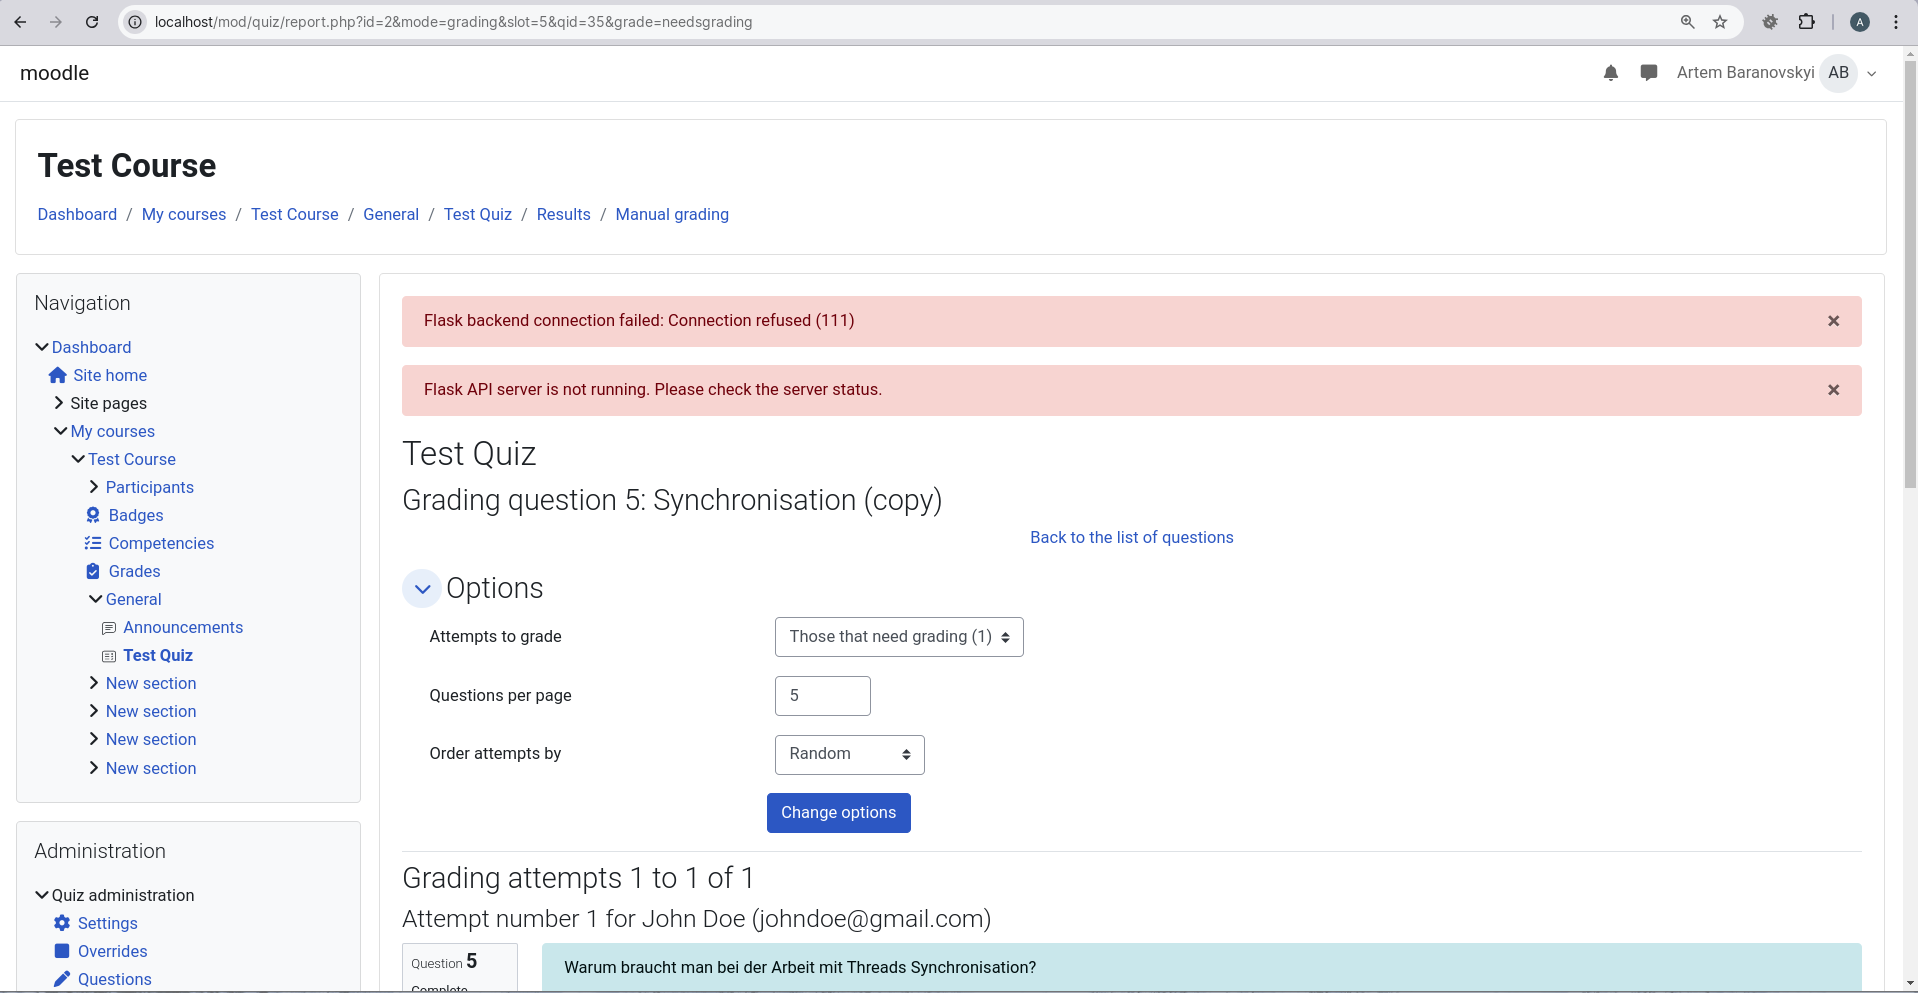 localhost/mod/quiz/report.php?id=2&mode=grading&slot=5&qid=35&grade=needsgrading
A
moodle
Artem Baranovskyi AB
Test Course
Dashboard / My courses / Test Course / General / Test Quiz / Results / Manual grading
Navigation
Dashboard
Site home
Site pages
My courses
Test Course
Participants
Badges
Competencies
Grades
General
Announcements
Test Quiz
New section
New section
New section
New section
Administration
Quiz administration
Settings
Overrides
Questions
Flask backend connection failed: Connection refused (111)
Flask API server is not running. Please check the server status.
Test Quiz
Grading question 5: Synchronisation (copy)
Back to the list of questions
Options
Attempts to grade Those that need grading (1)
Questions per page 5
Order attempts by Random
Change options
Grading attempts 1 to 1 of 1
Attempt number 1 for John Doe (johndoe@gmail.com)
Question 5
Complete
Warum braucht man bei der Arbeit mit Threads Synchronisation?